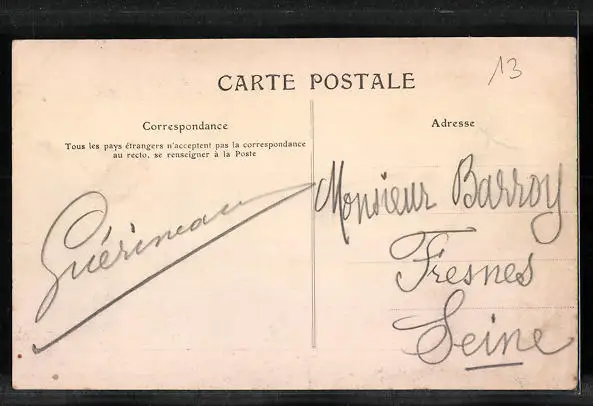 13
CARTE POSTALE
Correspondance
Tous les pays étrangers n'acceptent pas la correspondance
au recto, se renseigner à la Poste
Guérineau
Adresse
Monsieur Barroy
Fresnes
Seine